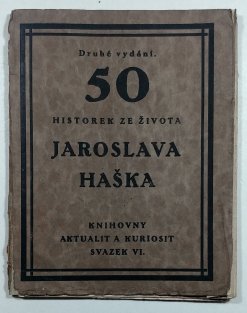 Druhé vydání.
50
HISTOREK ZE ŽIVOTA
JAROSLAVA
HAŠKA
KNIHOVNY
AKTUALIT A KURIOSIT
SVAZEK VI.